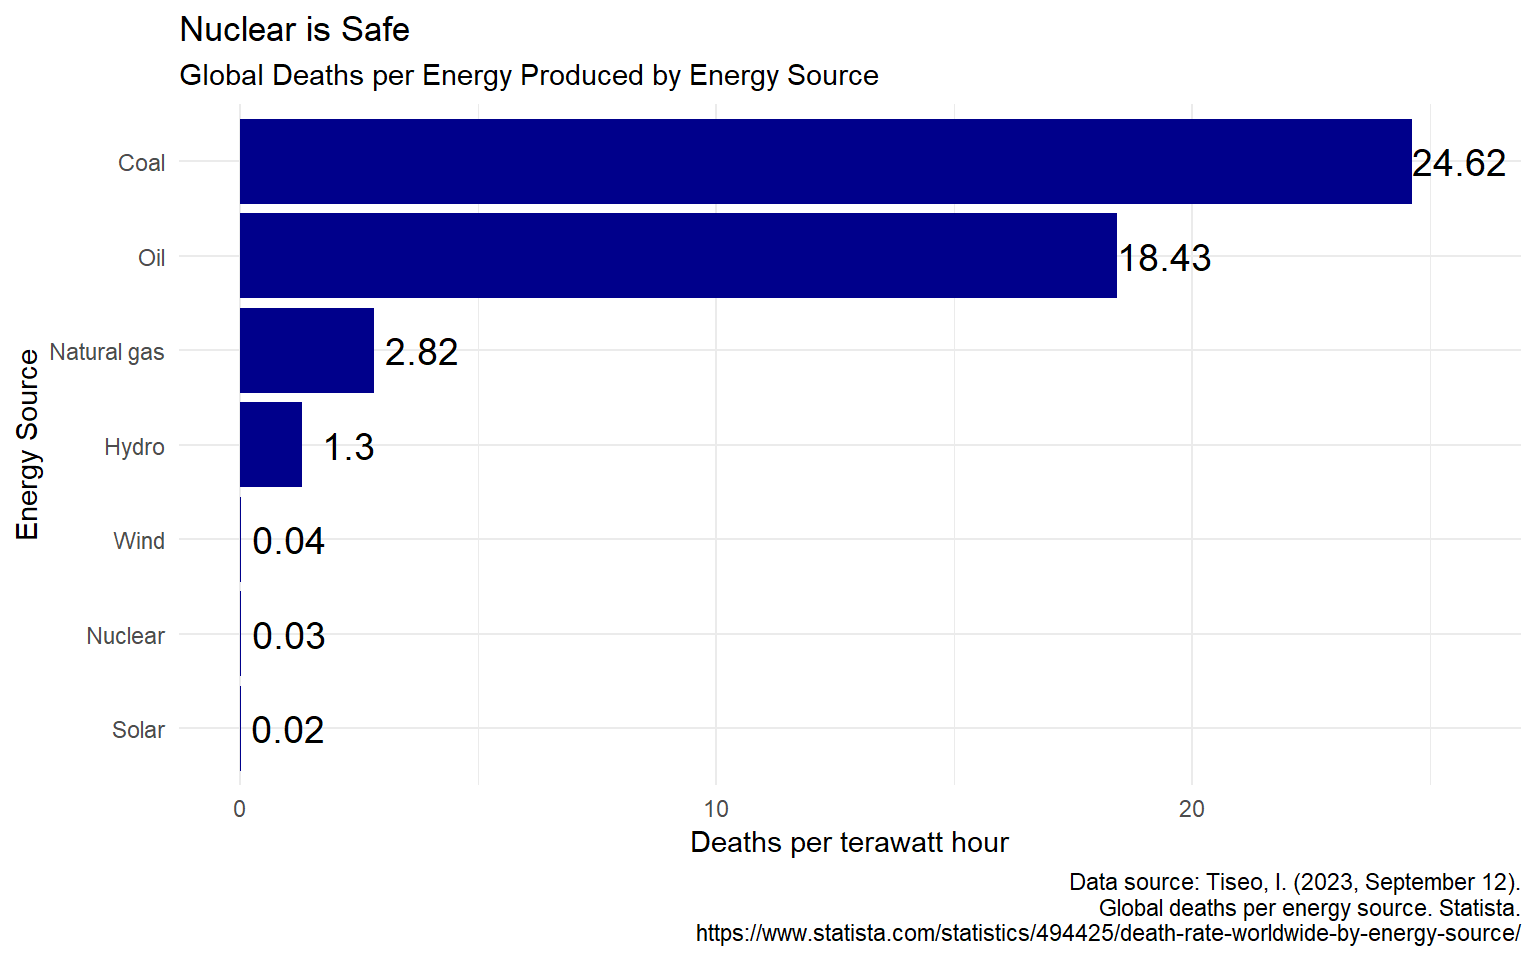 Nuclear is Safe
Global Deaths per Energy Produced by Energy Source
Energy Source
Coal
24.62
Oil
18.43
Natural gas
2.82
Hydro
1.3
Wind
0.04
Nuclear
0.03
Solar
0.02
0 10 20
Deaths per terawatt hour
Data source: Tiseo, I. (2023, September 12).
Global deaths per energy source. Statista.
https://www.statista.com/statistics/494425/death-rate-worldwide-by-energy-source/